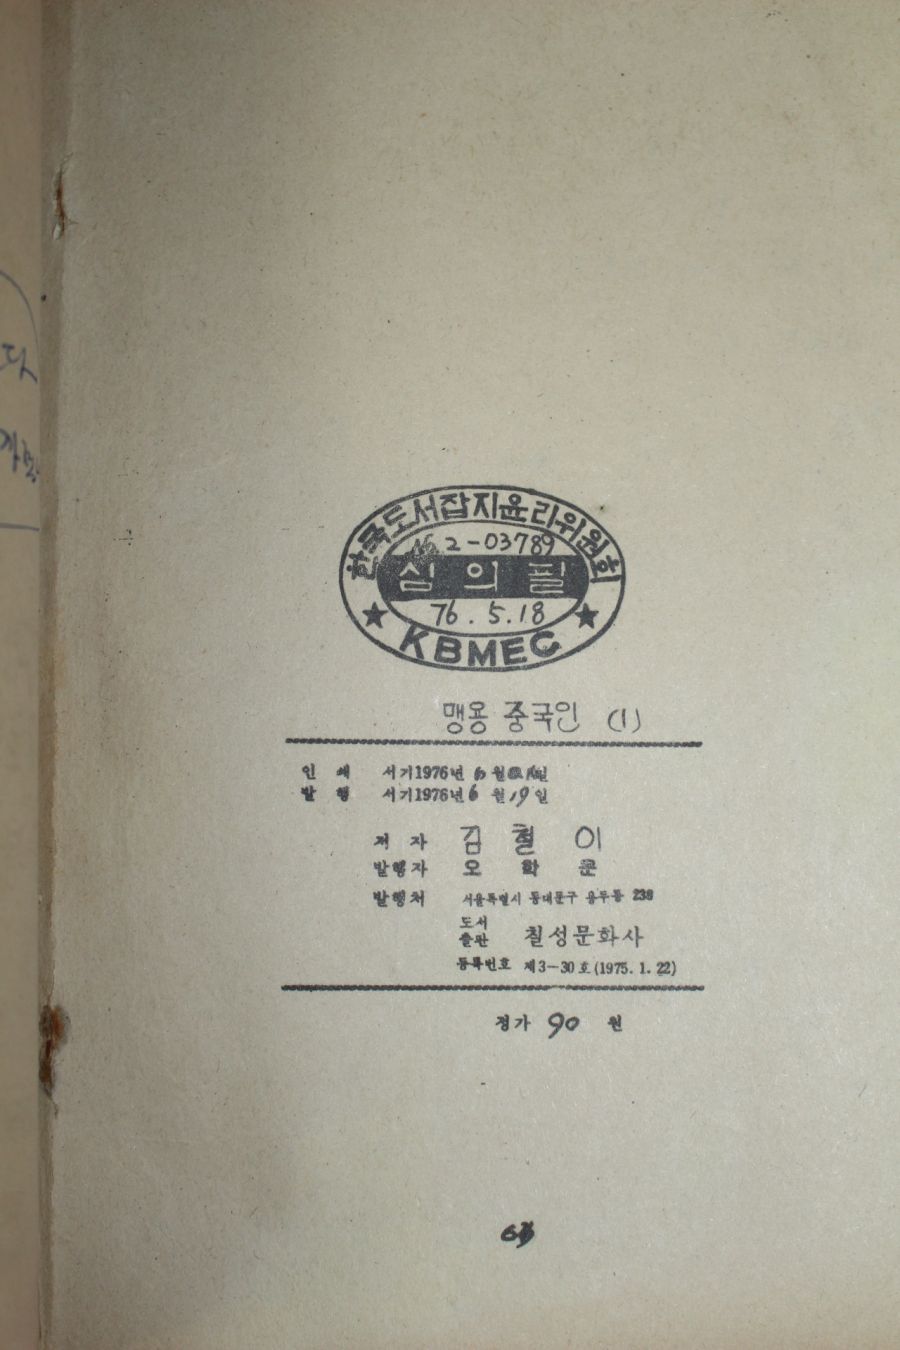 한국도서잡지윤리위원회
2-03789
심의필
76.5.18
★ KBMEC ★
맹용 중국인 (1)
인쇄 서기1976년 6월 일
발행 서기1976년 6월 19일
저자 김철이
발행자 오학문
발행처 서울특별시 동대문구 용두동 238
도서출판 칠성문화사
등록번호 제3-30호(1975. 1. 22)
정가 90 원